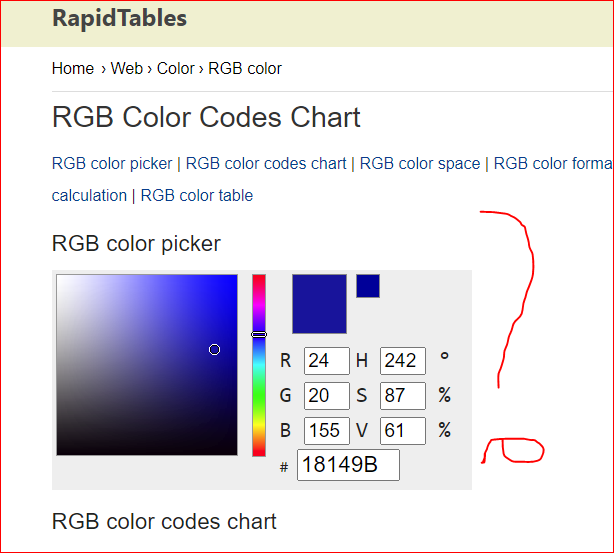 RapidTables
Home › Web › Color › RGB color
RGB Color Codes Chart
RGB color picker | RGB color codes chart | RGB color space | RGB color forma
calculation | RGB color table
RGB color picker
R 24 H 242 °
G 20 S 87 %
B 155 V 61 %
# 18149B
RGB color codes chart